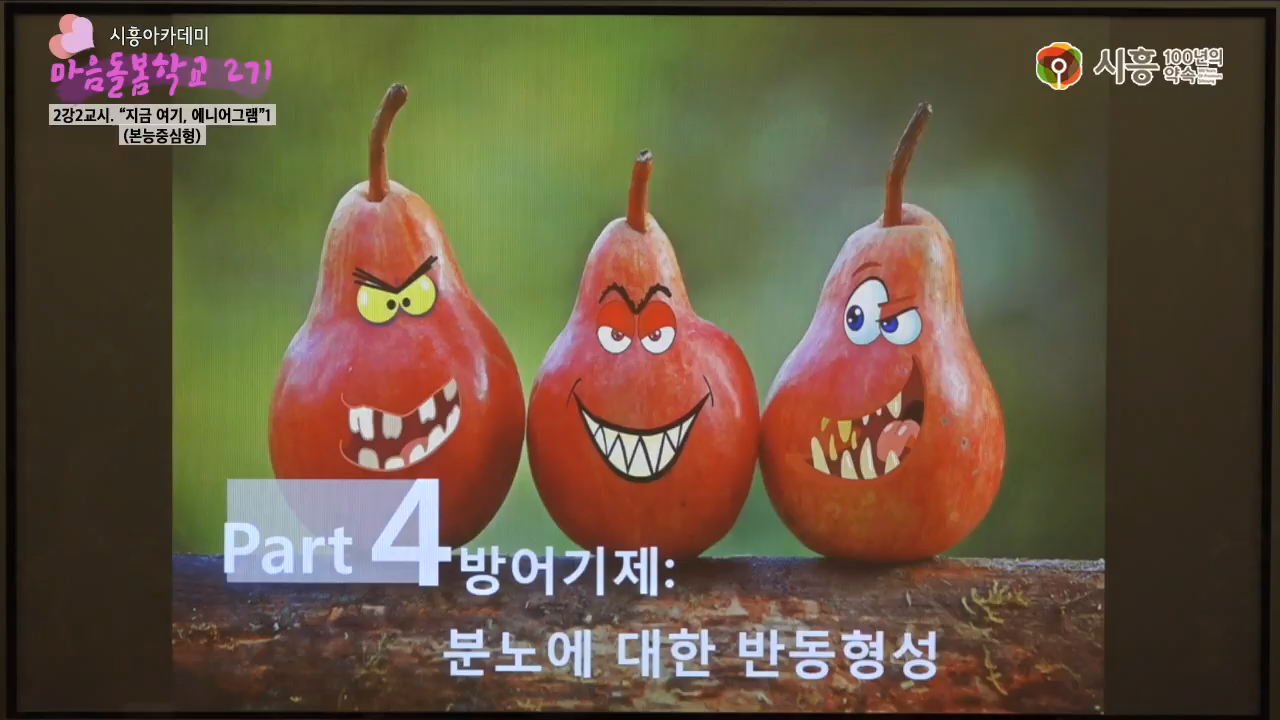 시흥아카데미
마음돌봄학교 2기
2강2교시. “지금 여기, 애니어그램”1
(본능중심형)
시흥 100년의
약속
Part 4 방어기제:
분노에 대한 반동형성